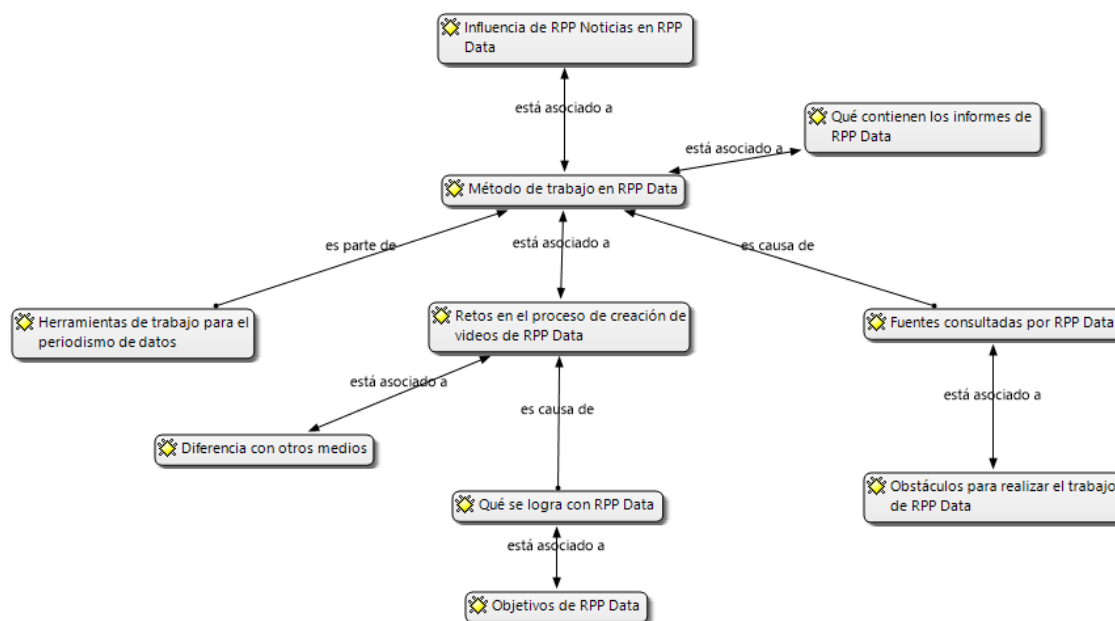 Influencia de RPP Noticias en RPP
Data
está asociado a
Qué contienen los informes de
RPP Data
está asociado a
Método de trabajo en RPP Data
es parte de
está asociado a
es causa de
Herramientas de trabajo para el
periodismo de datos
Retos en el proceso de creación de
videos de RPP Data
Fuentes consultadas por RPP Data
está asociado a
es causa de
está asociado a
Diferencia con otros medios
Qué se logra con RPP Data
Obstáculos para realizar el trabajo
de RPP Data
está asociado a
Objetivos de RPP Data